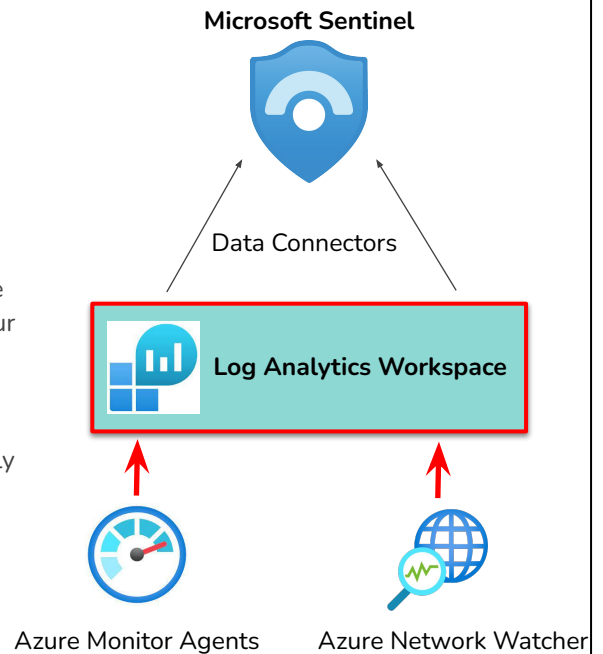 Microsoft Sentinel
Data Connectors
Log Analytics Workspace
Azure Monitor Agents
Azure Network Watcher